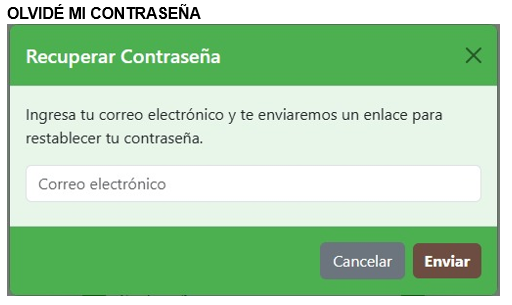 OLVIDÉ MI CONTRASEÑA
Recuperar Contraseña
Ingresa tu correo electrónico y te enviaremos un enlace para
restablecer tu contraseña.
Correo electrónico
Cancelar Enviar